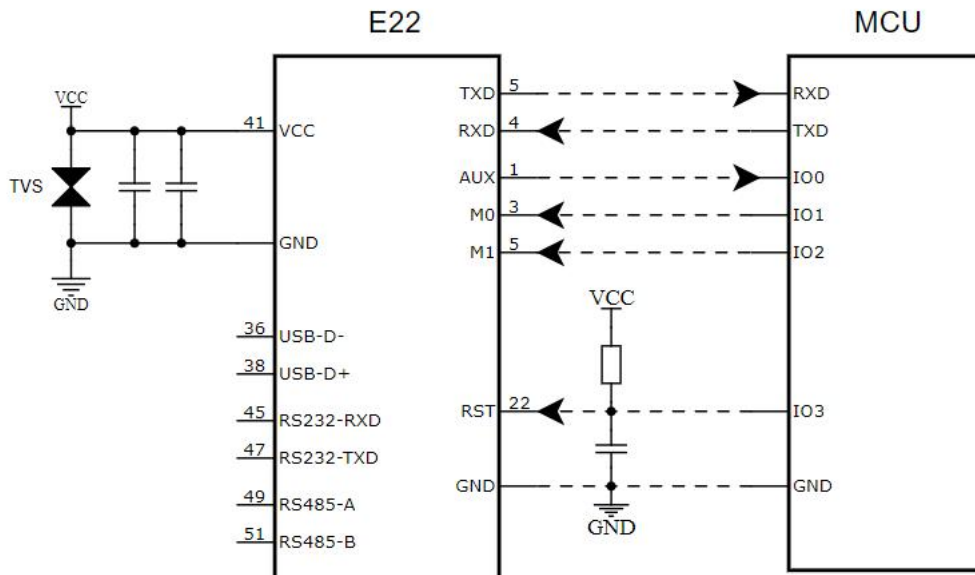 E22
MCU
VCC
TVS
GND
41 VCC
GND
36 USB-D-
38 USB-D+
45 RS232-RXD
47 RS232-TXD
49 RS485-A
51 RS485-B
TXD 5
RXD 4
AUX 1
M0 3
M1 5
RST 22
GND
VCC
GND
RXD
TXD
IO0
IO1
IO2
IO3
GND